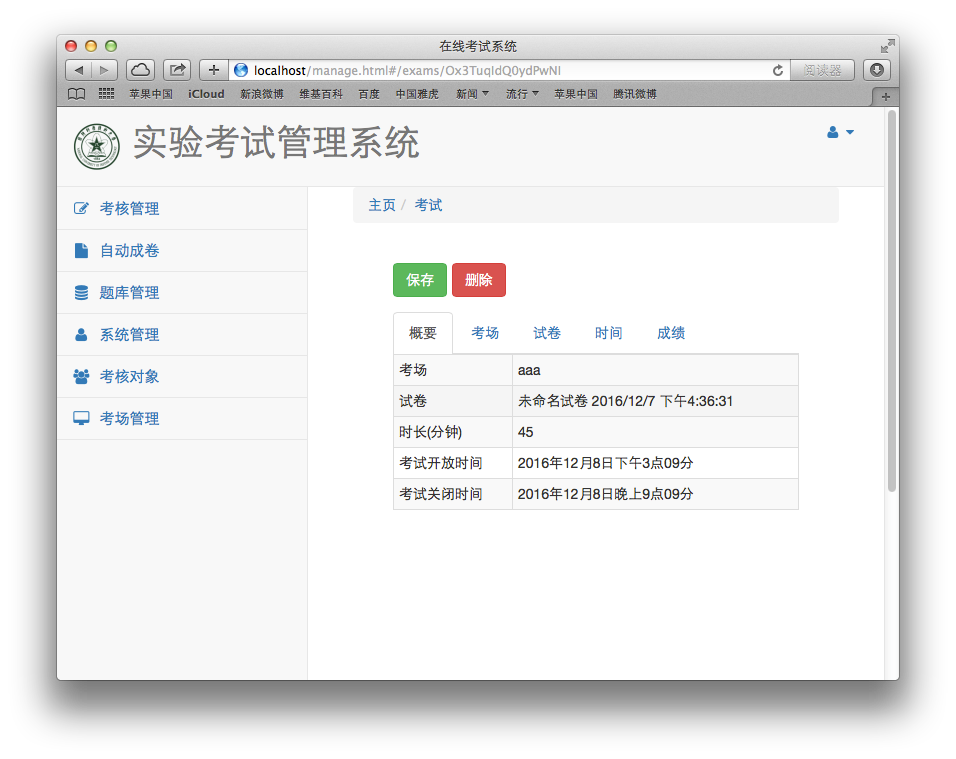 在线考试系统
localhost/manage.html#/exams/Ox3TuqIdQ0ydPwNI
阅读器
苹果中国 iCloud 新浪微博 维基百科 百度 中国雅虎 新闻 流行 苹果中国 腾讯微博
实验考试管理系统
考核管理
自动成卷
题库管理
系统管理
考核对象
考场管理
主页 / 考试
保存 删除
概要 考场 试卷 时间 成绩
考场 aaa
试卷 未命名试卷 2016/12/7 下午4:36:31
时长(分钟) 45
考试开放时间 2016年12月8日下午3点09分
考试关闭时间 2016年12月8日晚上9点09分